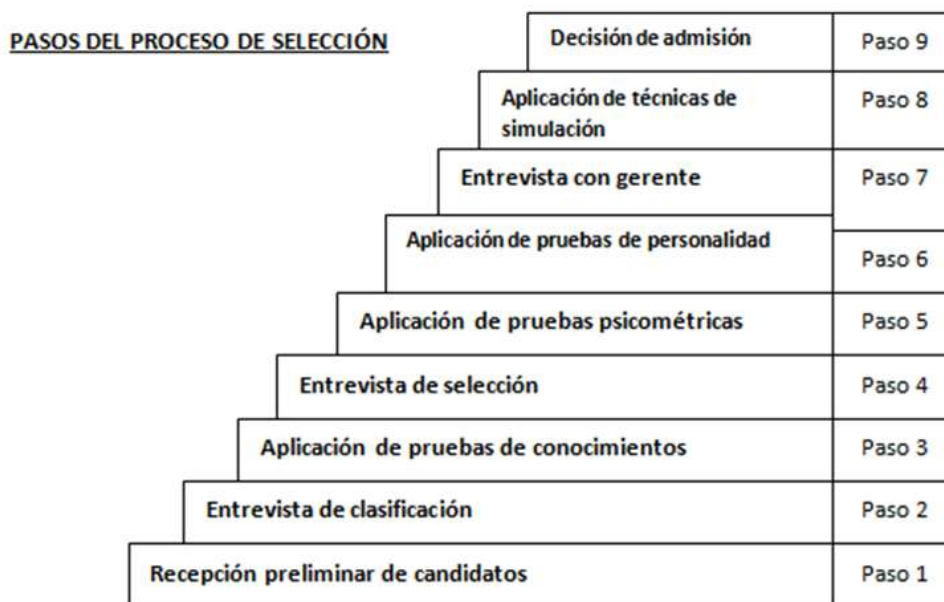 PASOS DEL PROCESO DE SELECCIÓN
Decisión de admisión Paso 9
Aplicación de técnicas de Paso 8
simulación
Entrevista con gerente Paso 7
Aplicación de pruebas de personalidad
Paso 6
Aplicación de pruebas psicométricas Paso 5
Entrevista de selección Paso 4
Aplicación de pruebas de conocimientos Paso 3
Entrevista de clasificación Paso 2
Recepción preliminar de candidatos Paso 1